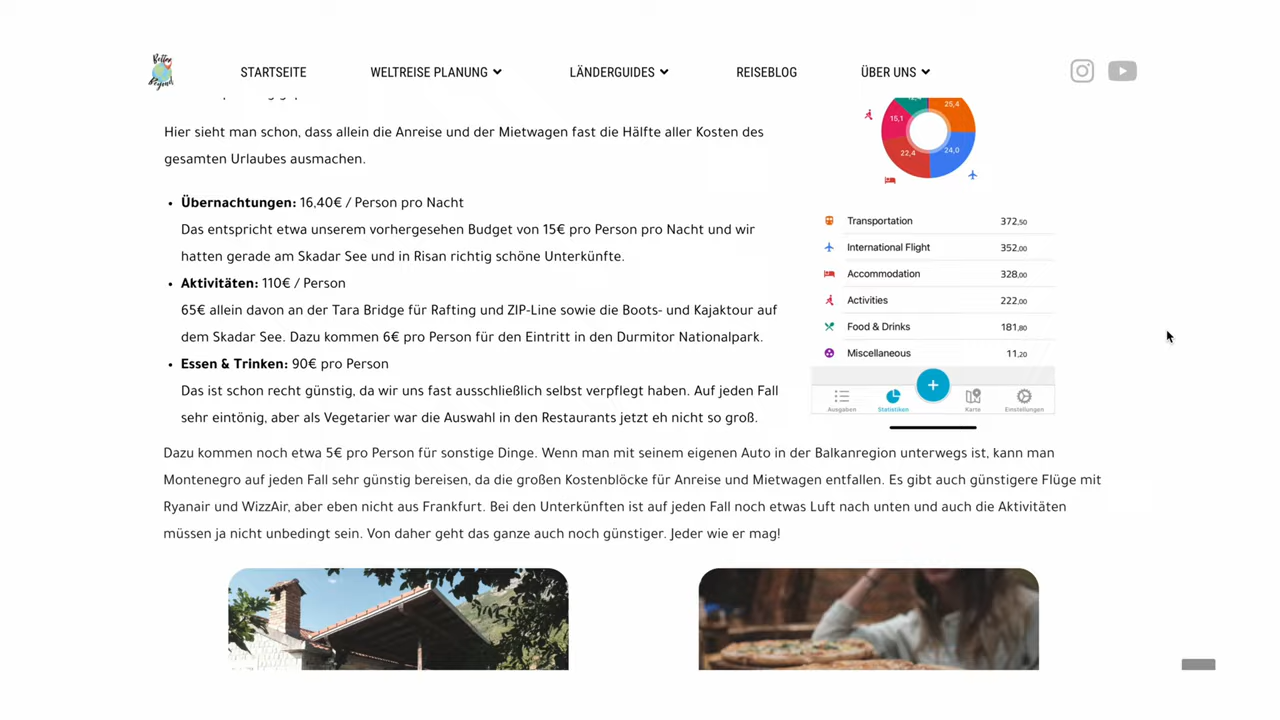 STARTSEITE
WELTREISE PLANUNG
LÄNDERGUIDES
REISEBLOG
ÜBER UNS
Hier sieht man schon, dass allein die Anreise und der Mietwagen fast die Hälfte aller Kosten des
gesamten Urlaubes ausmachen.
• Übernachtungen: 16,40€ / Person pro Nacht
Das entspricht etwa unserem vorhergesehen Budget von 15€ pro Person pro Nacht und wir
hatten gerade am Skadar See und in Risan richtig schöne Unterkünfte.
• Aktivitäten: 110€ / Person
65€ allein davon an der Tara Bridge für Rafting und ZIP-Line sowie die Boots- und Kajaktour auf
dem Skadar See. Dazu kommen 6€ pro Person für den Eintritt in den Durmitor Nationalpark.
• Essen & Trinken: 90€ pro Person
Das ist schon recht günstig, da wir uns fast ausschließlich selbst verpflegt haben. Auf jeden Fall
sehr eintönig, aber als Vegetarier war die Auswahl in den Restaurants jetzt eh nicht so groß.
25,4
15,1
22,4
24,0
Transportation 372,50
International Flight 352,00
Accommodation 328,00
Activities 222,00
Food & Drinks 181,80
Miscellaneous 11,20
+
Ausgaben
Statistiken
Karte
Einstellungen
Dazu kommen noch etwa 5€ pro Person für sonstige Dinge. Wenn man mit seinem eigenen Auto in der Balkanregion unterwegs ist, kann man
Montenegro auf jeden Fall sehr günstig bereisen, da die großen Kostenblöcke für Anreise und Mietwagen entfallen. Es gibt auch günstigere Flüge mit
Ryanair und WizzAir, aber eben nicht aus Frankfurt. Bei den Unterkünften ist auf jeden Fall noch etwas Luft nach unten und auch die Aktivitäten
müssen ja nicht unbedingt sein. Von daher geht das ganze auch noch günstiger. Jeder wie er mag!